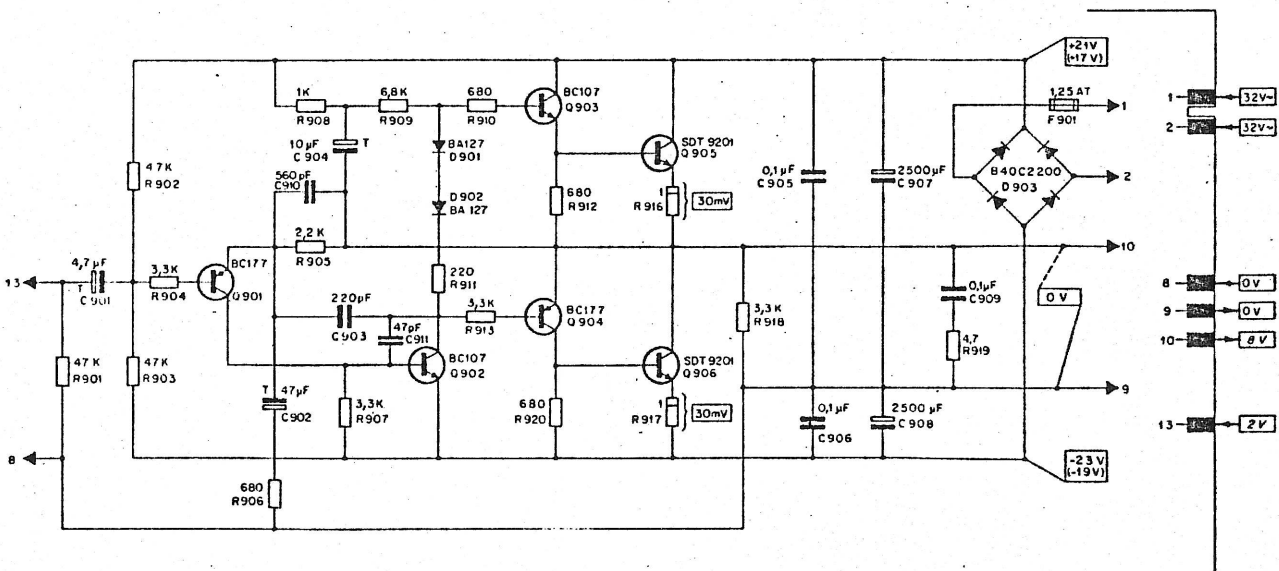 +21V
(+17V)
1K
R908
6,8K
R909
680
R910
BC107
Q903
1,25 AT
F901
1
1
32V~
2
32V~
10µF
C904
T
BA127
D901
SDT 9201
Q905
47K
R902
560pF
C910
D902
BA 127
680
R912
1
R916
30mV
0,1µF
C905
2500µF
C907
B40C2200
D903
2
2,2K
R905
10
13
4,7µF
T
C901
3,3K
R904
BC177
Q901
220
R911
220pF
C903
47pF
C911
3,3K
R913
BC177
Q904
3,3K
R918
0,1µF
C909
0V
8
0V
9
0V
10
8V
47K
R901
47K
R903
T
47µF
C902
3,3K
R907
BC107
Q902
680
R920
SDT 9201
Q906
1
R917
30mV
4,7
R919
9
0,1µF
C906
2500µF
C908
13
2V
8
-23V
(-19V)
680
R906